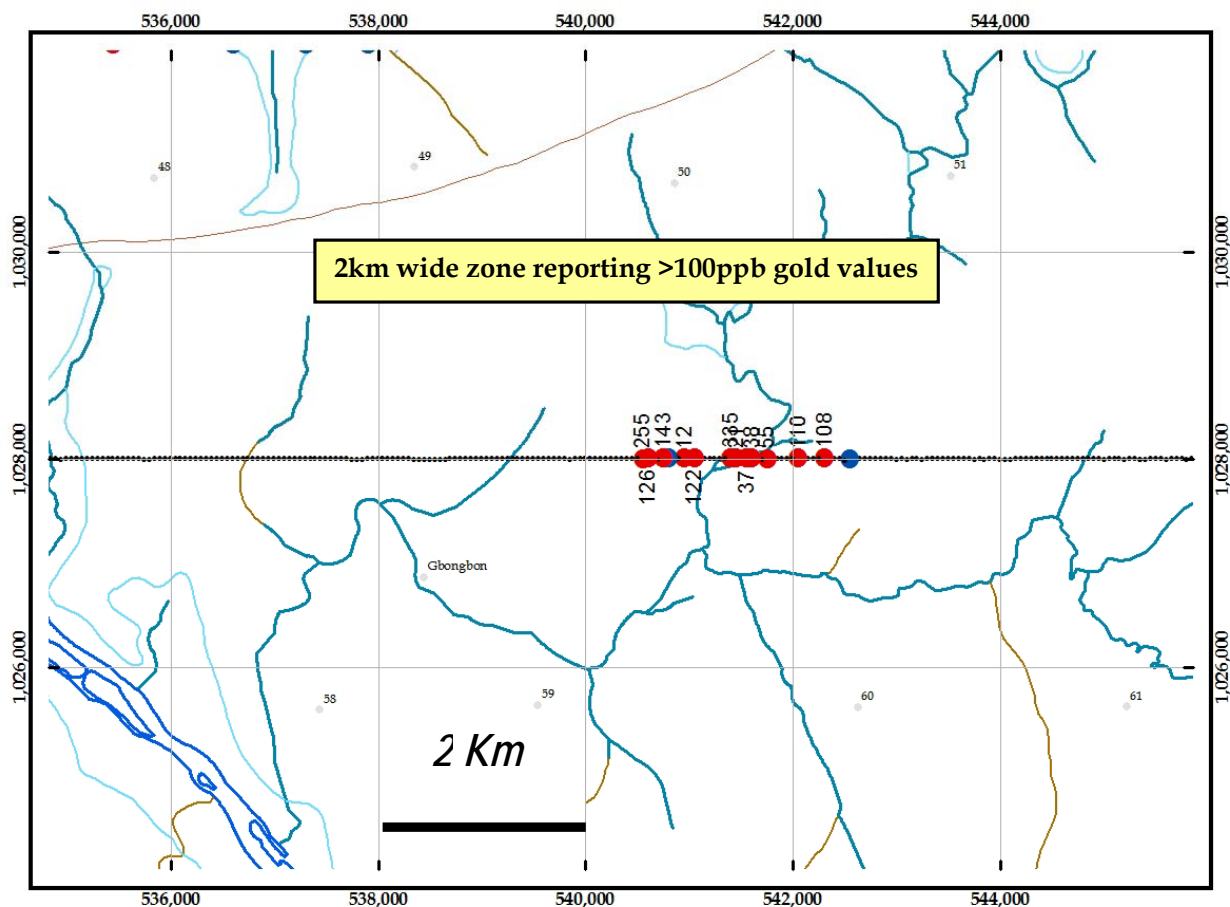 536,000 538,000 540,000 542,000 544,000
48
49
50
51
1,030,000 1,030,000
2km wide zone reporting >100ppb gold values
255 143 12 55 110 108
1,028,000 1,028,000
126 122 37
Gbongbon
1,026,000 1,026,000
58
59
60
61
2 Km
536,000 538,000 540,000 542,000 544,000